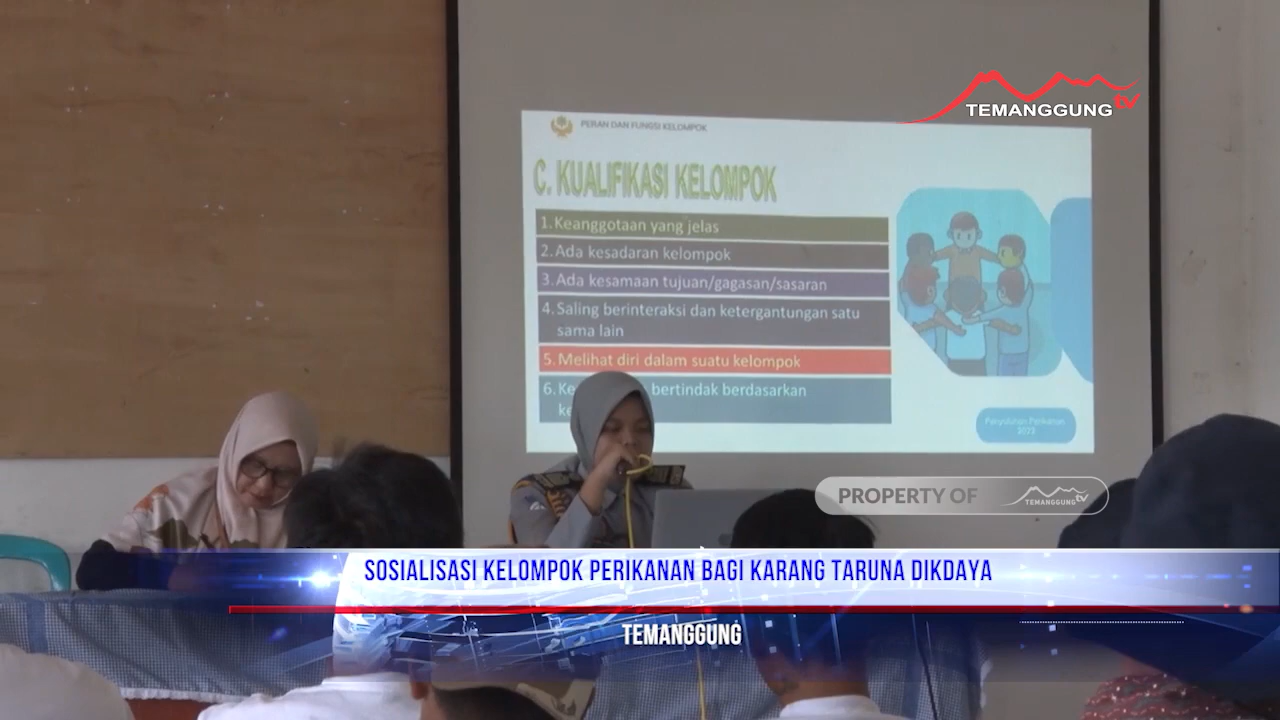 TEMANGGUNG tv
PERAN DAN FUNGSI KELOMPOK
C. KUALIFIKASI KELOMPOK
1. Keanggotaan yang jelas
2. Ada kesadaran kelompok
3. Ada kesamaan tujuan/gagasan/sasaran
4. Saling berinteraksi dan ketergantungan satu
sama lain
5. Melihat diri dalam suatu kelompok
6. bertindak berdasarkan
Penyuluhan Perikanan
PROPERTY OF TEMANGGUNG tv
SOSIALISASI KELOMPOK PERIKANAN BAGI KARANG TARUNA DIKDAYA
TEMANGGUNG